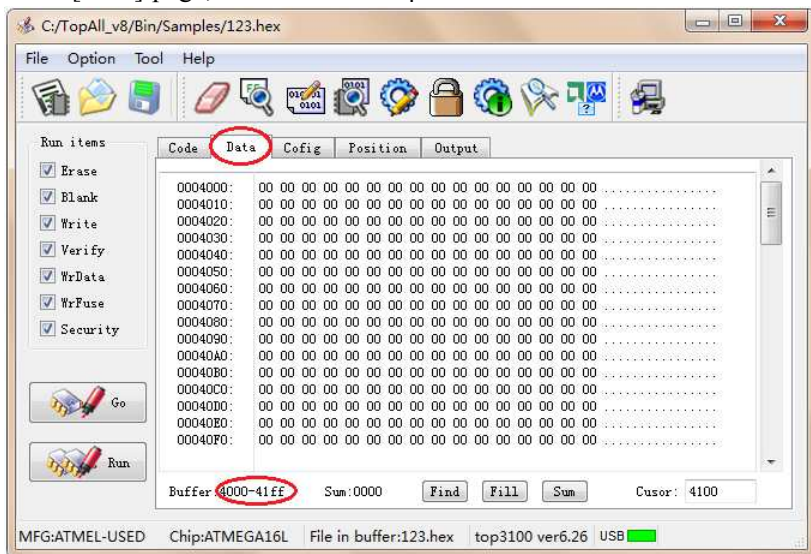 C:/TopAll_v8/Bin/Samples/123.hex
File Option Tool Help
Run items
Erase
Blank
Write
Verify
WrData
WrFuse
Security
Go
Run
Code Data Cofig Position Output
0004000: 00 00 00 00 00 00 00 00 00 00 00 00 00 00 00 00 ................
0004010: 00 00 00 00 00 00 00 00 00 00 00 00 00 00 00 00 ................
0004020: 00 00 00 00 00 00 00 00 00 00 00 00 00 00 00 00 ................
0004030: 00 00 00 00 00 00 00 00 00 00 00 00 00 00 00 00 ................
0004040: 00 00 00 00 00 00 00 00 00 00 00 00 00 00 00 00 ................
0004050: 00 00 00 00 00 00 00 00 00 00 00 00 00 00 00 00 ................
0004060: 00 00 00 00 00 00 00 00 00 00 00 00 00 00 00 00 ................
0004070: 00 00 00 00 00 00 00 00 00 00 00 00 00 00 00 00 ................
0004080: 00 00 00 00 00 00 00 00 00 00 00 00 00 00 00 00 ................
0004090: 00 00 00 00 00 00 00 00 00 00 00 00 00 00 00 00 ................
00040A0: 00 00 00 00 00 00 00 00 00 00 00 00 00 00 00 00 ................
00040B0: 00 00 00 00 00 00 00 00 00 00 00 00 00 00 00 00 ................
00040C0: 00 00 00 00 00 00 00 00 00 00 00 00 00 00 00 00 ................
00040D0: 00 00 00 00 00 00 00 00 00 00 00 00 00 00 00 00 ................
00040E0: 00 00 00 00 00 00 00 00 00 00 00 00 00 00 00 00 ................
00040F0: 00 00 00 00 00 00 00 00 00 00 00 00 00 00 00 00 ................
Buffer:4000-41ff Sum:0000 Find Fill Sum Cusor: 4100
MFG:ATMEL-USED Chip:ATMEGA16L File in buffer:123.hex top3100 ver6.26 USB